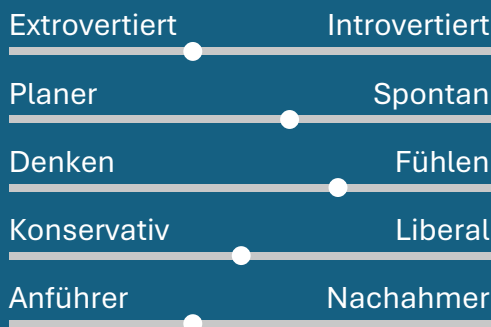 Extrovertiert Introvertiert
Planer Spontan
Denken Fühlen
Konservativ Liberal
Anführer Nachahmer